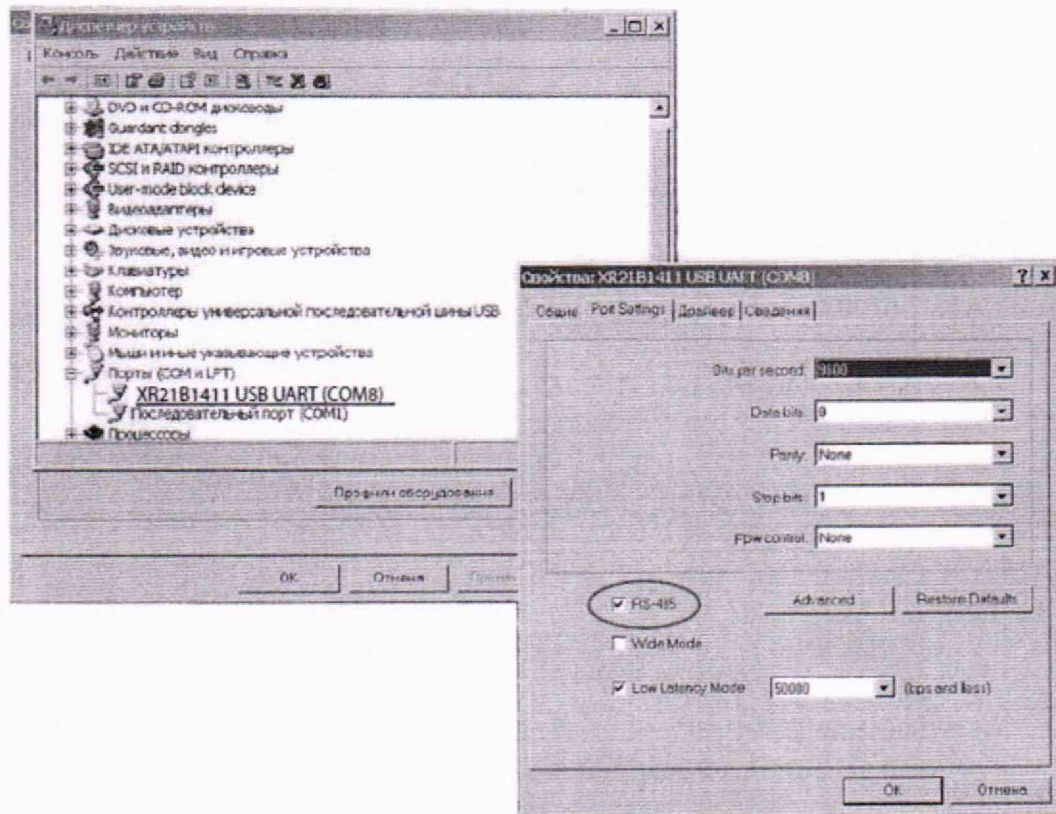 Диспетчер устройств
Консоль Действие Вид Справка
DVD и CD-ROM дисководы
Guardant dongles
IDE ATA/ATAPI контроллеры
SCSI и RAID контроллеры
User-mode block device
Видеоадаптеры
Дисковые устройства
Звуковые, видео и игровые устройства
Клавиатуры
Компьютер
Контроллеры универсальной последовательной шины USB
Мониторы
Мыши и иные указывающие устройства
Порты (COM и LPT)
XR21B1411 USB UART (COM8)
Последовательный порт (COM1)
Процессоры
Профили оборудования
OK Отмена
Свойства: XR21B1411 USB UART (COM8)
Общие Port Settings Драйвер Сведения
Bits per second: 9600
Data bits: 8
Parity: None
Stop bits: 1
Flow control: None
RS-485 Advanced Restore Defaults
Wide Mode
Low Latency Mode 50000 (bps and less)
OK Отмена